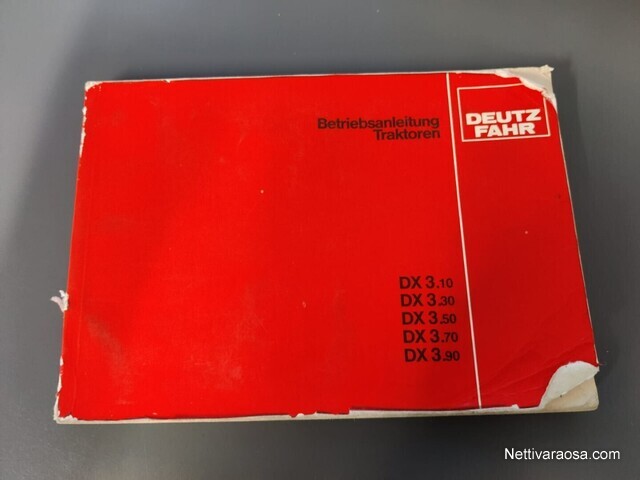 Betriebsanleitung
Traktoren
DEUTZ
FAHR
DX 3.10
DX 3.30
DX 3.50
DX 3.70
DX 3.90
Nettivaraosa.com